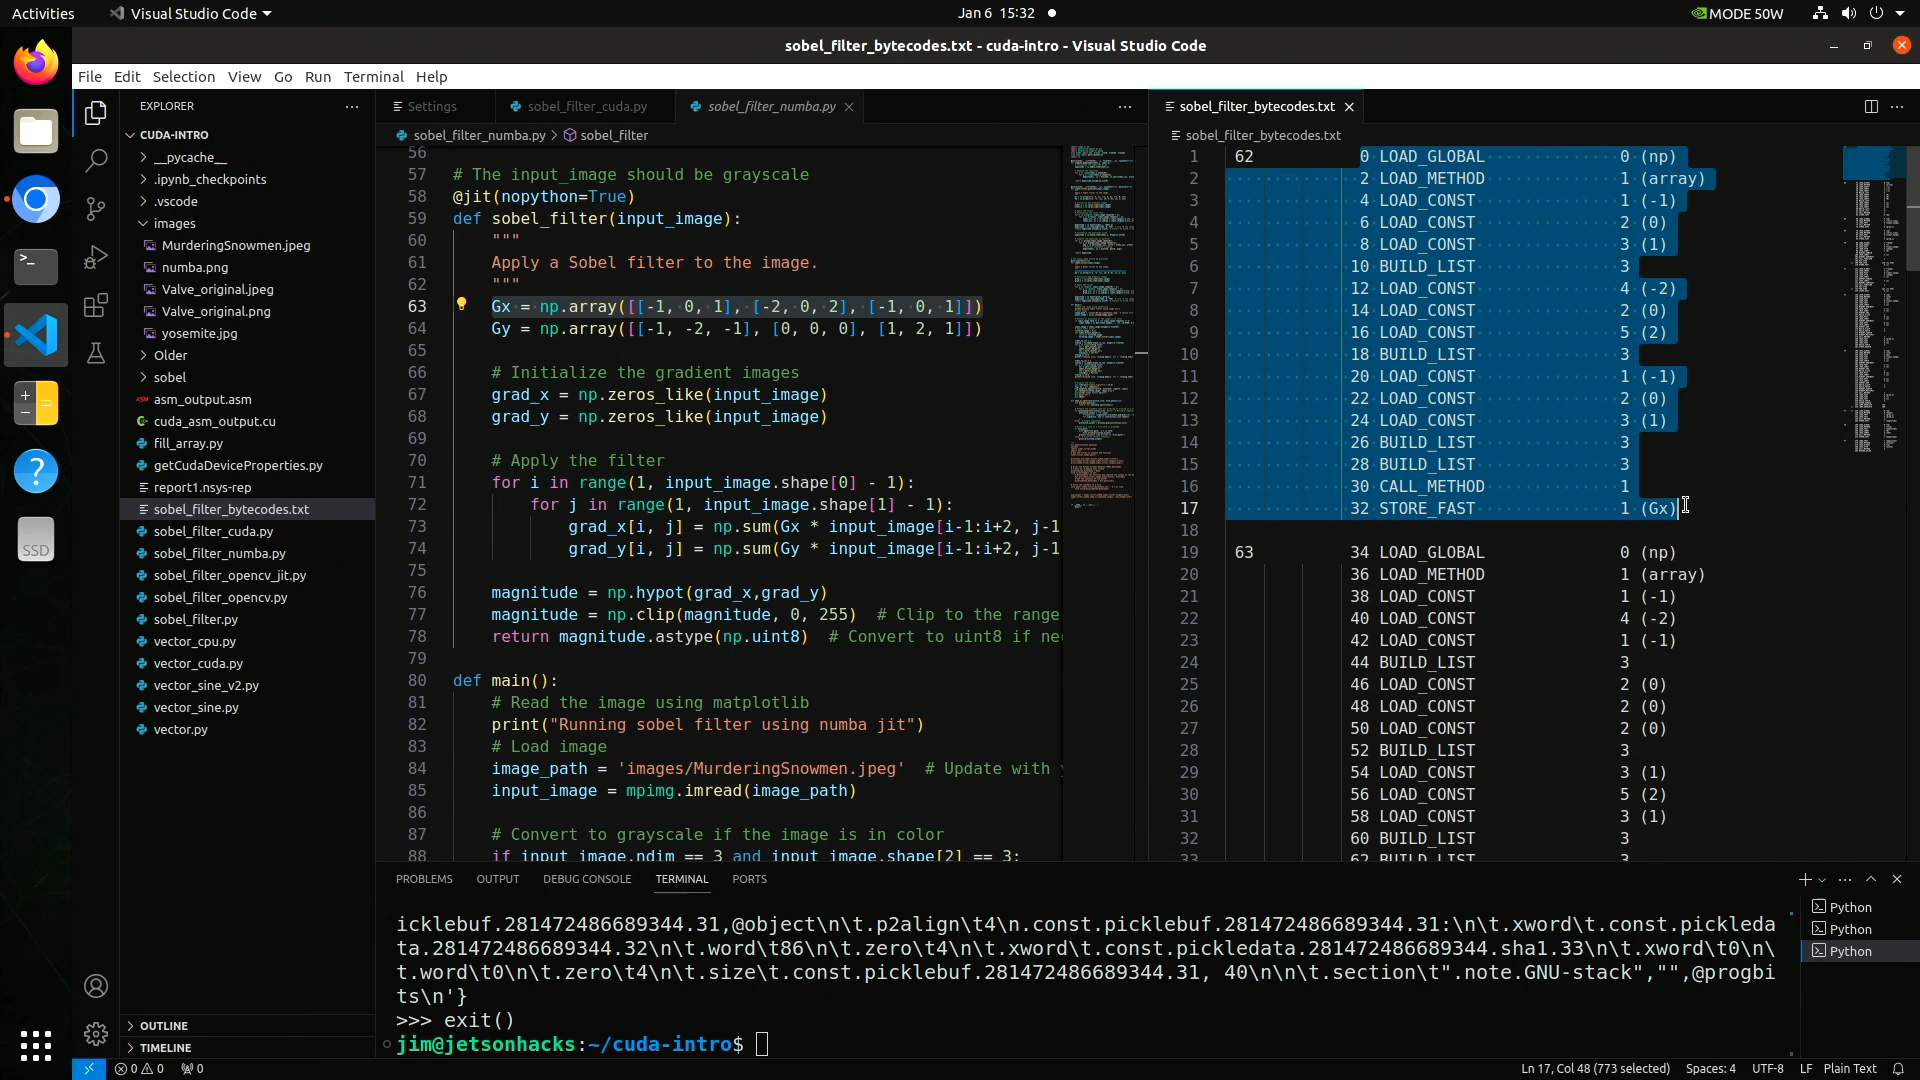 Activities
Visual Studio Code
Jan 6 15:32
MODE 50W
sobel_filter_bytecodes.txt - cuda-intro - Visual Studio Code
File Edit Selection View Go Run Terminal Help
EXPLORER
CUDA-INTRO
__pycache__
.ipynb_checkpoints
.vscode
images
MurderingSnowmen.jpeg
numba.png
Valve_original.jpeg
Valve_original.png
yosemite.jpg
Older
sobel
ASM asm_output.asm
cuda_asm_output.cu
fill_array.py
getCudaDeviceProperties.py
report1.nsys-rep
sobel_filter_bytecodes.txt
sobel_filter_cuda.py
sobel_filter_numba.py
sobel_filter_opencv_jit.py
sobel_filter_opencv.py
sobel_filter.py
vector_cpu.py
vector_cuda.py
vector_sine_v2.py
vector_sine.py
vector.py
OUTLINE
TIMELINE
SSD
Settings sobel_filter_cuda.py sobel_filter_numba.py
sobel_filter_numba.py > sobel_filter
56
57 # The input_image should be grayscale
58 @jit(nopython=True)
59 def sobel_filter(input_image):
60 """
61 Apply a Sobel filter to the image.
62 """
63 Gx = np.array([[-1, 0, 1], [-2, 0, 2], [-1, 0, 1]])
64 Gy = np.array([[-1, -2, -1], [0, 0, 0], [1, 2, 1]])
65
66 # Initialize the gradient images
67 grad_x = np.zeros_like(input_image)
68 grad_y = np.zeros_like(input_image)
69
70 # Apply the filter
71 for i in range(1, input_image.shape[0] - 1):
72 for j in range(1, input_image.shape[1] - 1):
73 grad_x[i, j] = np.sum(Gx * input_image[i-1:i+2, j-1
74 grad_y[i, j] = np.sum(Gy * input_image[i-1:i+2, j-1
75
76 magnitude = np.hypot(grad_x,grad_y)
77 magnitude = np.clip(magnitude, 0, 255) # Clip to the range
78 return magnitude.astype(np.uint8) # Convert to uint8 if ne
79
80 def main():
81 # Read the image using matplotlib
82 print("Running sobel filter using numba jit")
83 # Load image
84 image_path = 'images/MurderingSnowmen.jpeg' # Update with
85 input_image = mpimg.imread(image_path)
86
87 # Convert to grayscale if the image is in color
88 if input_image.ndim == 3 and input_image.shape[2] == 3:
sobel_filter_bytecodes.txt
sobel_filter_bytecodes.txt
1 62 0 LOAD_GLOBAL 0 (np)
2 2 LOAD_METHOD 1 (array)
3 4 LOAD_CONST 1 (-1)
4 6 LOAD_CONST 2 (0)
5 8 LOAD_CONST 3 (1)
6 10 BUILD_LIST 3
7 12 LOAD_CONST 4 (-2)
8 14 LOAD_CONST 2 (0)
9 16 LOAD_CONST 5 (2)
10 18 BUILD_LIST 3
11 20 LOAD_CONST 1 (-1)
12 22 LOAD_CONST 2 (0)
13 24 LOAD_CONST 3 (1)
14 26 BUILD_LIST 3
15 28 BUILD_LIST 3
16 30 CALL_METHOD 1
17 32 STORE_FAST 1 (Gx)
18
19 63 34 LOAD_GLOBAL 0 (np)
20 36 LOAD_METHOD 1 (array)
21 38 LOAD_CONST 1 (-1)
22 40 LOAD_CONST 4 (-2)
23 42 LOAD_CONST 1 (-1)
24 44 BUILD_LIST 3
25 46 LOAD_CONST 2 (0)
26 48 LOAD_CONST 2 (0)
27 50 LOAD_CONST 2 (0)
28 52 BUILD_LIST 3
29 54 LOAD_CONST 3 (1)
30 56 LOAD_CONST 5 (2)
31 58 LOAD_CONST 3 (1)
32 60 BUILD_LIST 3
33 62 BUILD_LIST 3
PROBLEMS OUTPUT DEBUG CONSOLE TERMINAL PORTS
icklebuf.281472486689344.31,@object\n\t.p2align\t4\n.const.picklebuf.281472486689344.31:\n\t.xword\t.const.pickleda
ta.281472486689344.32\n\t.word\t86\n\t.zero\t4\n\t.xword\t.const.pickledata.281472486689344.sha1.33\n\t.xword\t0\n\
t.word\t0\n\t.zero\t4\n\t.size\t.const.picklebuf.281472486689344.31, 40\n\n\t.section\t".note.GNU-stack","",@progbi
ts\n'}
>>> exit()
jim@jetsonhacks:~/cuda-intro$
Python
Python
Python
0 0 0
Ln 17, Col 48 (773 selected) Spaces: 4 UTF-8 LF Plain Text